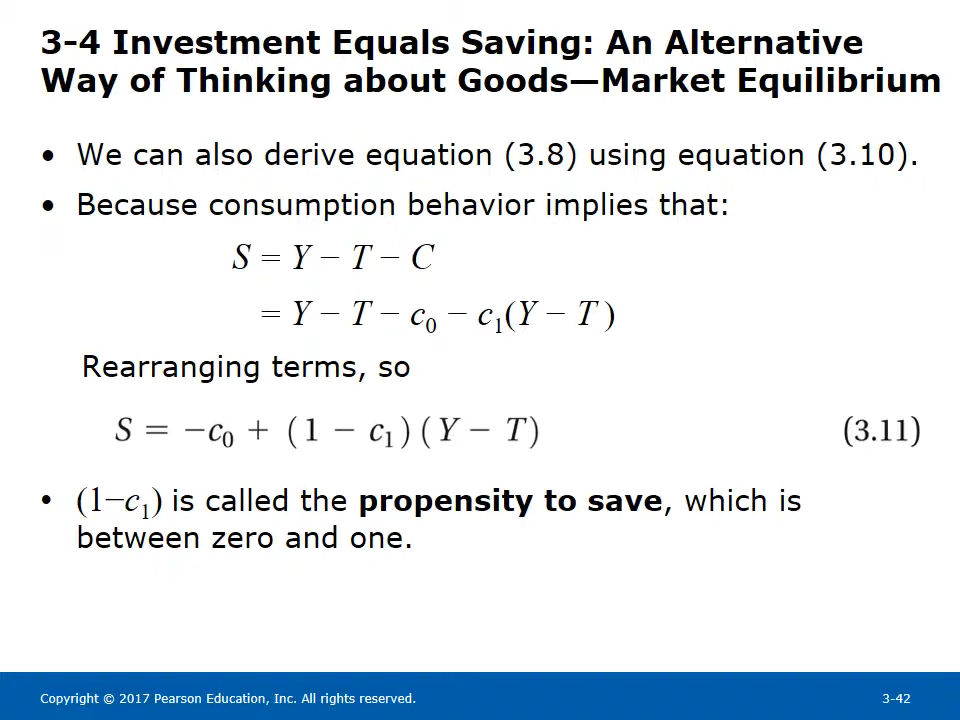 3-4 Investment Equals Saving: An Alternative
Way of Thinking about Goods—Market Equilibrium
• We can also derive equation (3.8) using equation (3.10).
• Because consumption behavior implies that:
S = Y − T − C
= Y − T − c₀ − c₁(Y − T )
Rearranging terms, so
S = −c₀ + (1 − c₁)(Y − T) (3.11)
• (1−c₁) is called the propensity to save, which is
between zero and one.
Copyright © 2017 Pearson Education, Inc. All rights reserved. 3-42